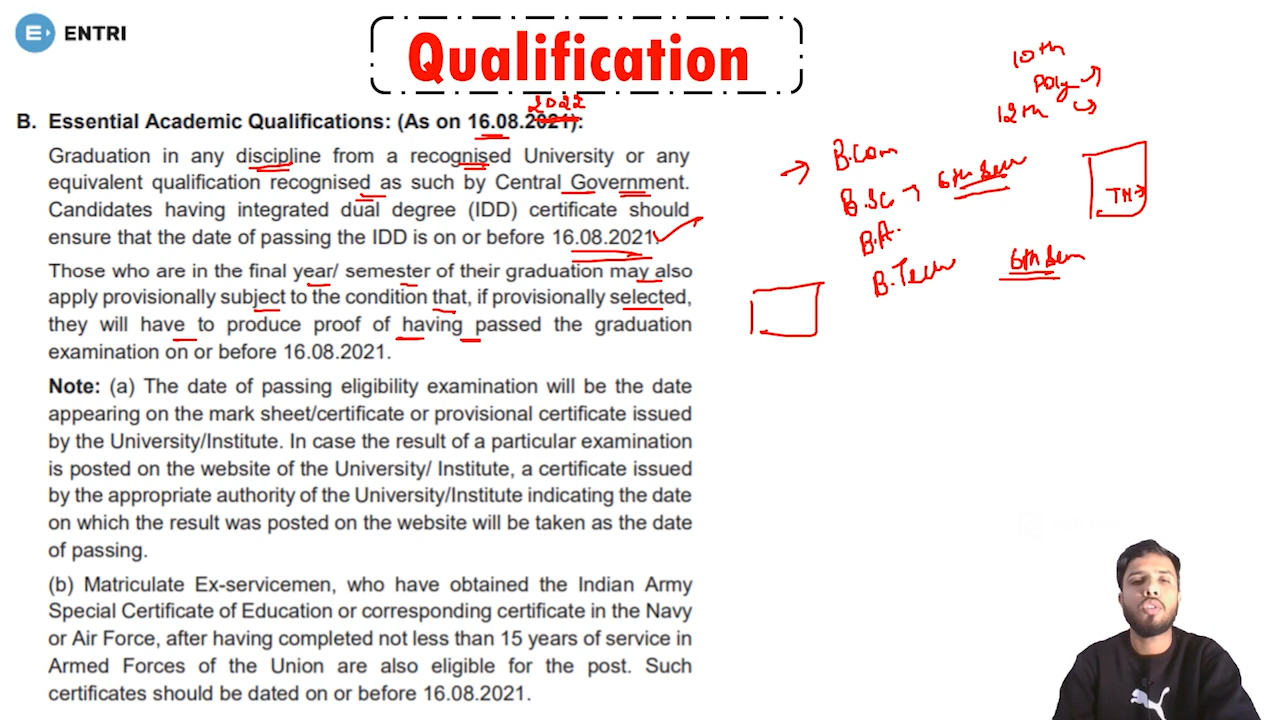 ENTRI
Qualification
2022
B. Essential Academic Qualifications: (As on 16.08.2021):
Graduation in any discipline from a recognised University or any
equivalent qualification recognised as such by Central Government.
Candidates having integrated dual degree (IDD) certificate should
ensure that the date of passing the IDD is on or before 16.08.2021.
Those who are in the final year/ semester of their graduation may also
apply provisionally subject to the condition that, if provisionally selected,
they will have to produce proof of having passed the graduation
examination on or before 16.08.2021.
Note: (a) The date of passing eligibility examination will be the date
appearing on the mark sheet/certificate or provisional certificate issued
by the University/Institute. In case the result of a particular examination
is posted on the website of the University/ Institute, a certificate issued
by the appropriate authority of the University/Institute indicating the date
on which the result was posted on the website will be taken as the date
of passing.
(b) Matriculate Ex-servicemen, who have obtained the Indian Army
Special Certificate of Education or corresponding certificate in the Navy
or Air Force, after having completed not less than 15 years of service in
Armed Forces of the Union are also eligible for the post. Such
certificates should be dated on or before 16.08.2021.
10th
Poly
12th
B.Com
B.Sc 6th Sem
B.A.
B.Tech 6th Sem